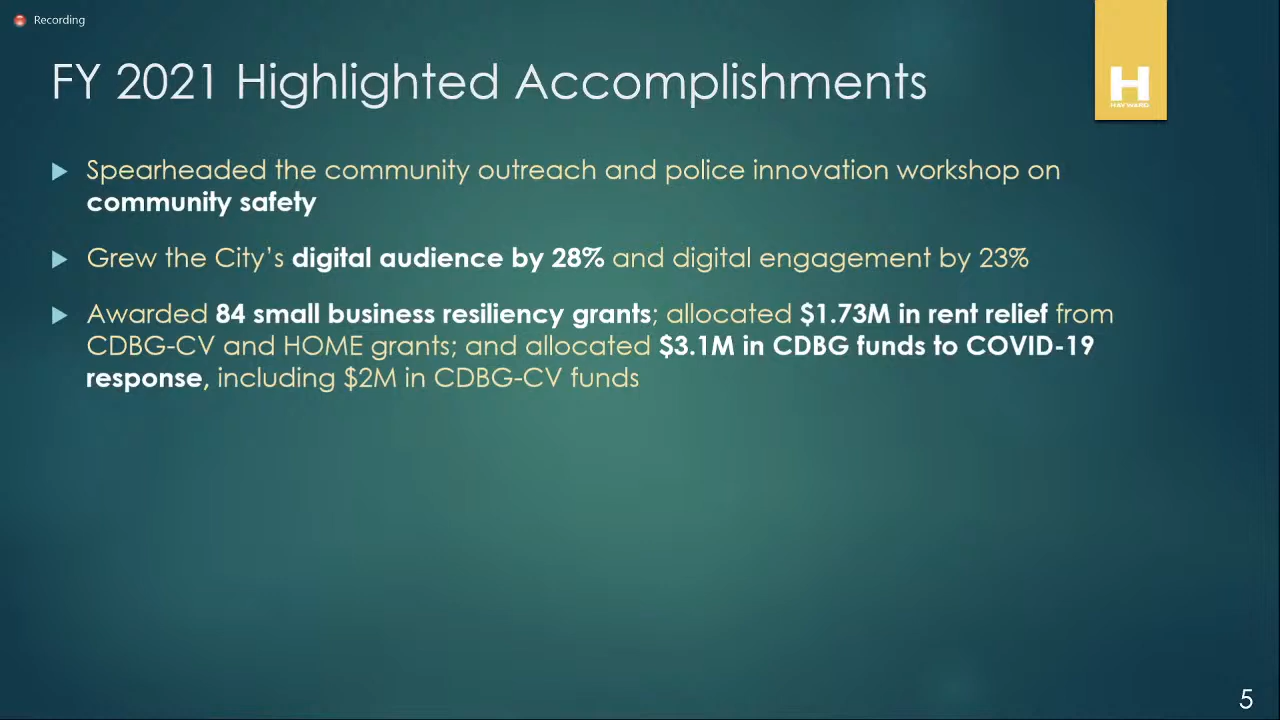 Recording
FY 2021 Highlighted Accomplishments
H
HAYWARD
Spearheaded the community outreach and police innovation workshop on
community safety
Grew the City’s digital audience by 28% and digital engagement by 23%
Awarded 84 small business resiliency grants; allocated $1.73M in rent relief from
CDBG-CV and HOME grants; and allocated $3.1M in CDBG funds to COVID-19
response, including $2M in CDBG-CV funds
5